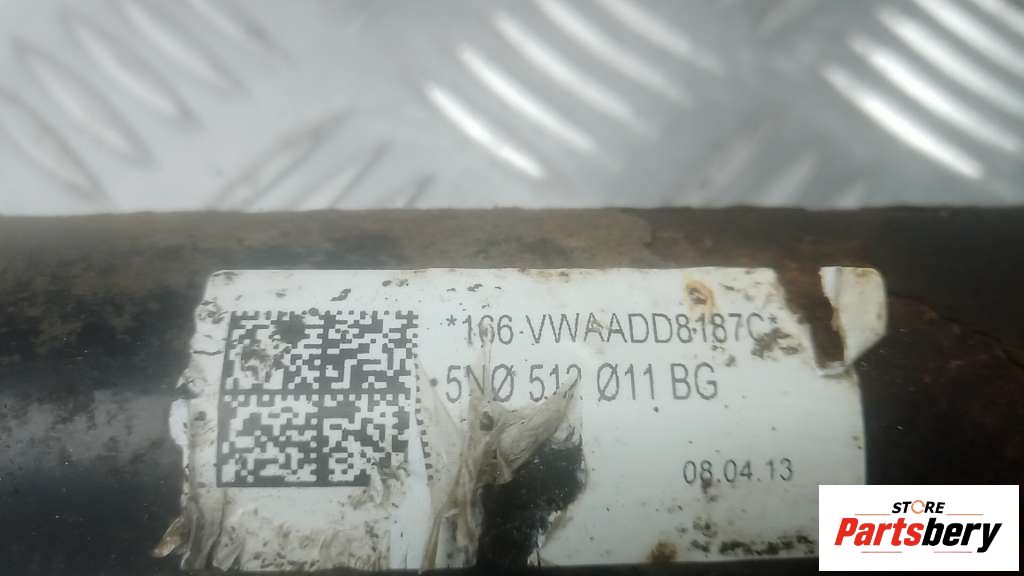 *166 VWAADD8187C*
5NØ 512 Ø11 BG
08.04.13
STORE
Partsbery